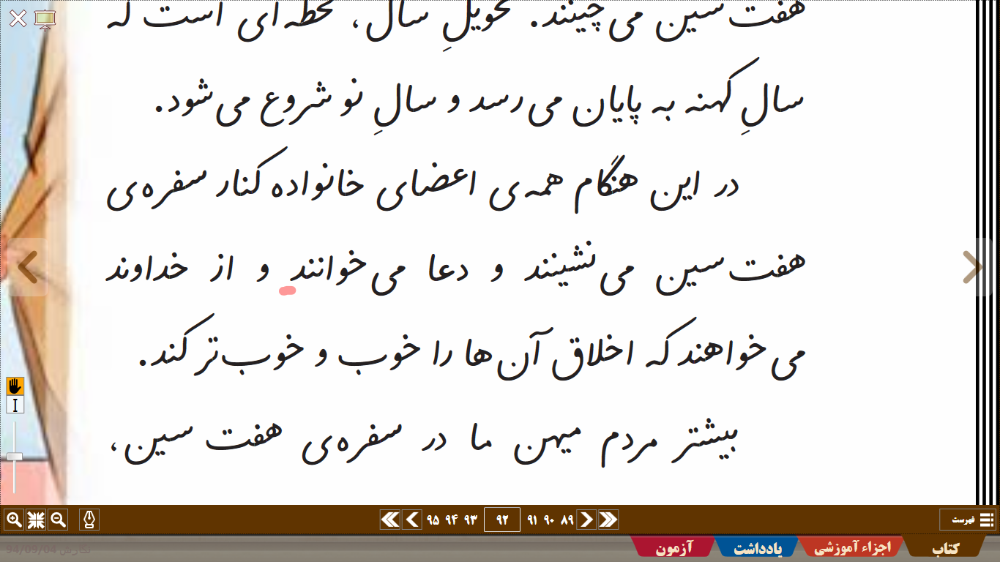 هفت‌سین می‌چینند. تحویلِ سال، لحظه‌ای است که
سالِ کهنه به پایان می‌رسد و سالِ نو شروع می‌شود.
در این هنگام همه‌ی اعضای خانواده کنار سفره‌ی
هفت‌سین می‌نشینند و دعا می‌خوانند و از خداوند
می‌خواهند که اخلاق آن‌ها را خوب و خوب‌تر کند.
بیشتر مردم میهن ما در سفره‌ی هفت سین،
فهرست
۸۹ ۹۰ ۹۱ ۹۲ ۹۳ ۹۴ ۹۵
کتاب
اجزاء آموزشی
یادداشت
آزمون
نگارش 94/09/04